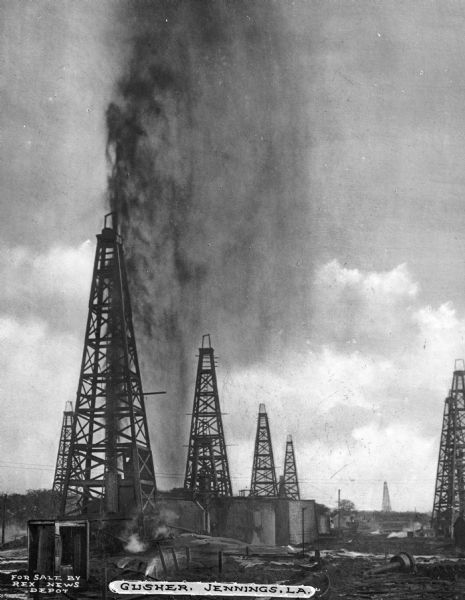 FOR SALE BY
REX NEWS
DEPOT
GUSHER, JENNINGS, LA.